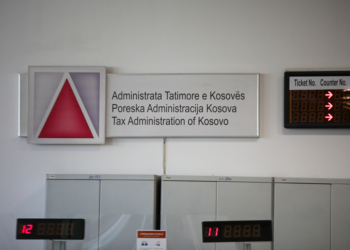 Administrata Tatimore e Kosovës
Poreska Administracija Kosova
Tax Administration of Kosovo
Ticket No. Counter No.
12
11